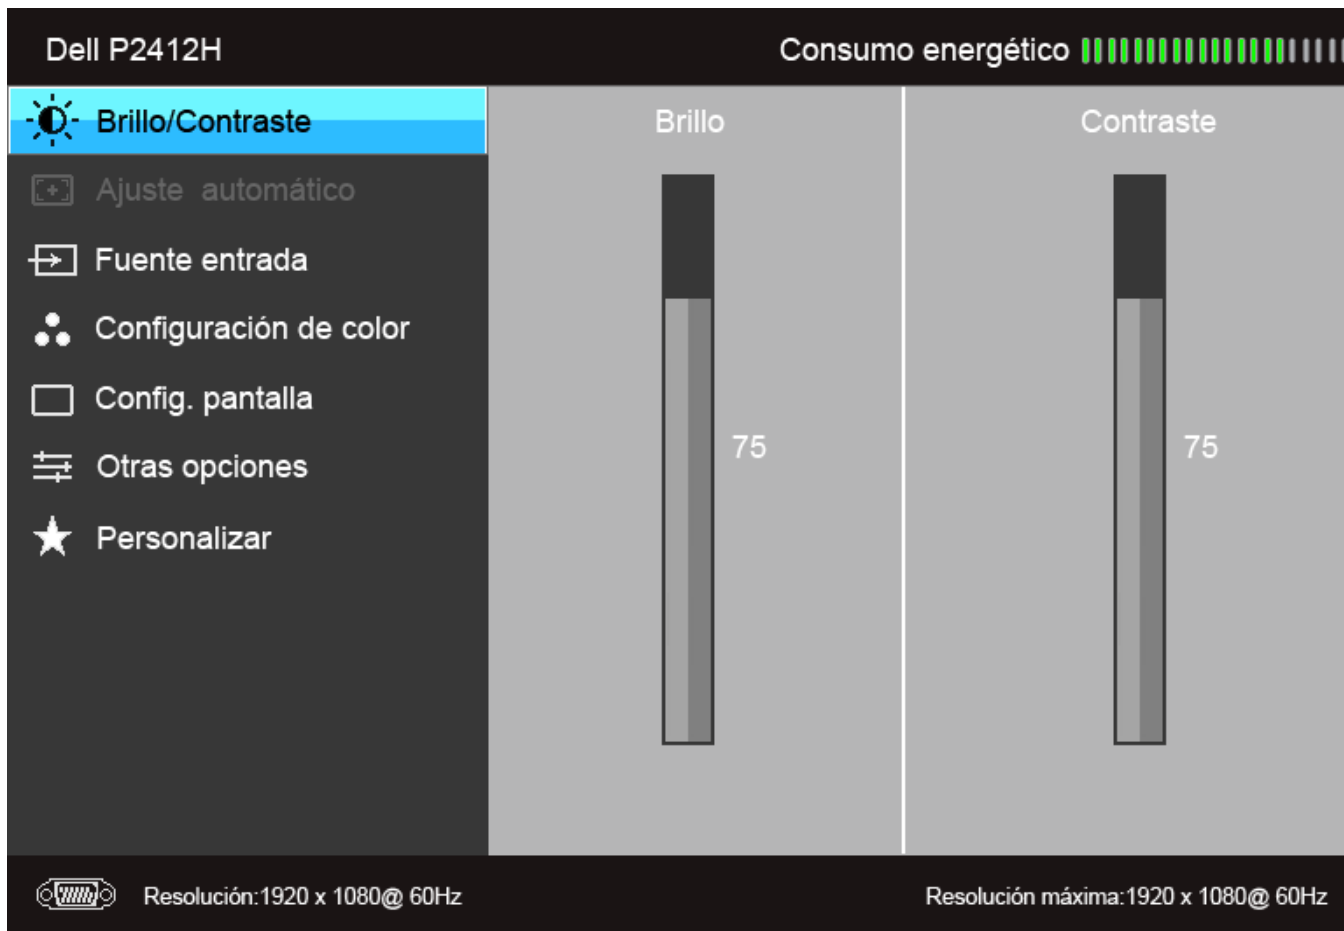 Dell P2412H
Consumo energético
Brillo/Contraste
Ajuste automático
Fuente entrada
Configuración de color
Config. pantalla
Otras opciones
Personalizar
Brillo
75
Contraste
75
Resolución:1920 x 1080@ 60Hz
Resolución máxima:1920 x 1080@ 60Hz